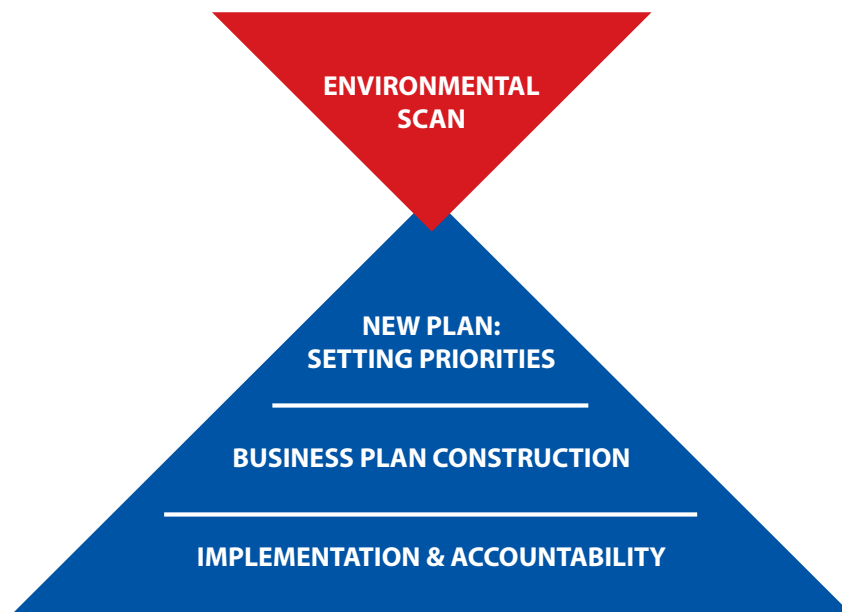 ENVIRONMENTAL
SCAN
NEW PLAN:
SETTING PRIORITIES
BUSINESS PLAN CONSTRUCTION
IMPLEMENTATION & ACCOUNTABILITY